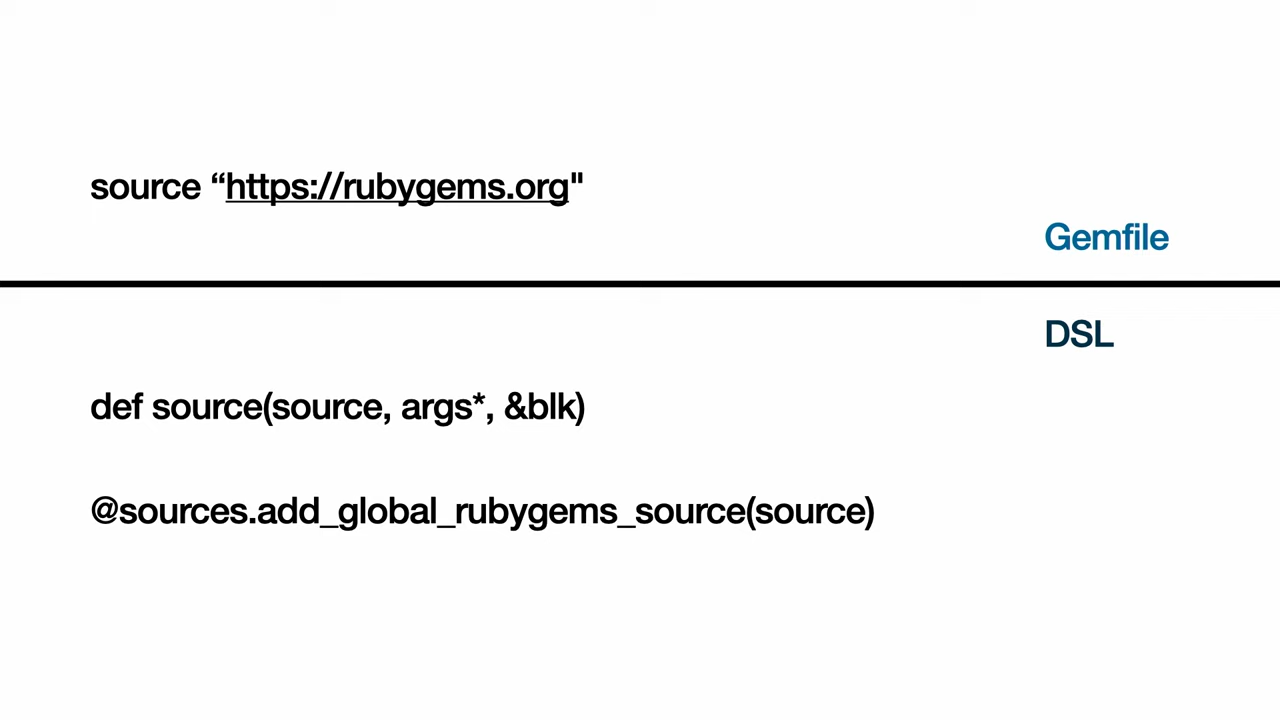 source “https://rubygems.org"
Gemfile
DSL
def source(source, args*, &blk)
@sources.add_global_rubygems_source(source)